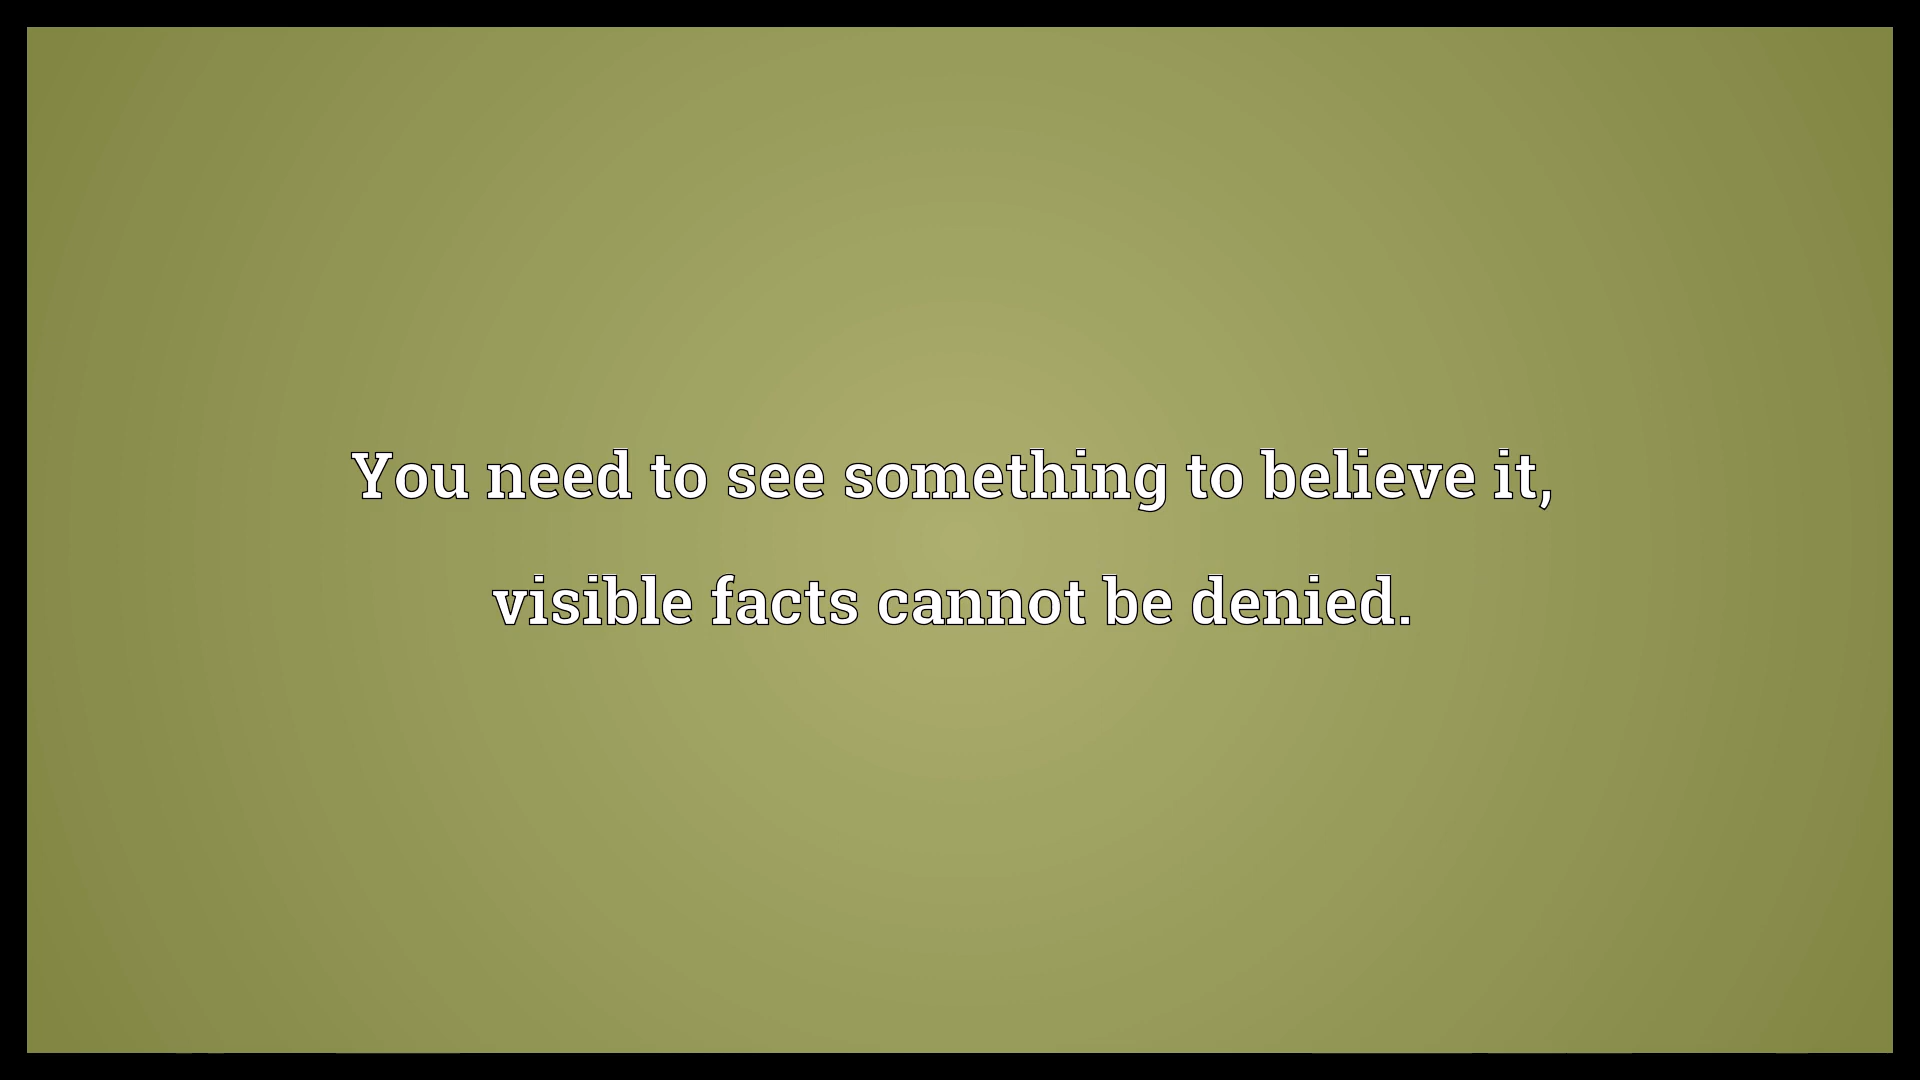 You need to see something to believe it,
visible facts cannot be denied.